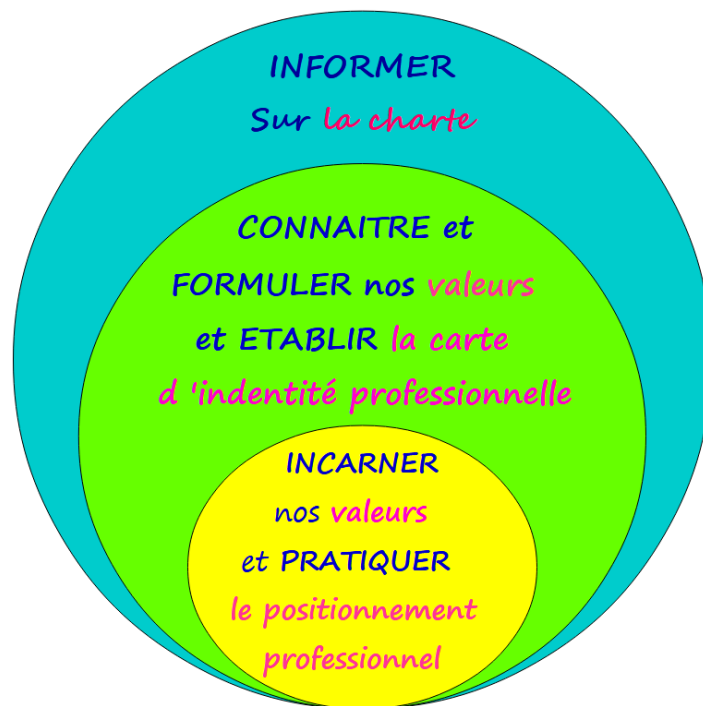 INFORMER
Sur la charte
CONNAITRE et
FORMULER nos valeurs
et ETABLIR la carte
d 'indentité professionnelle
INCARNER
nos valeurs
et PRATIQUER
le positionnement
professionnel